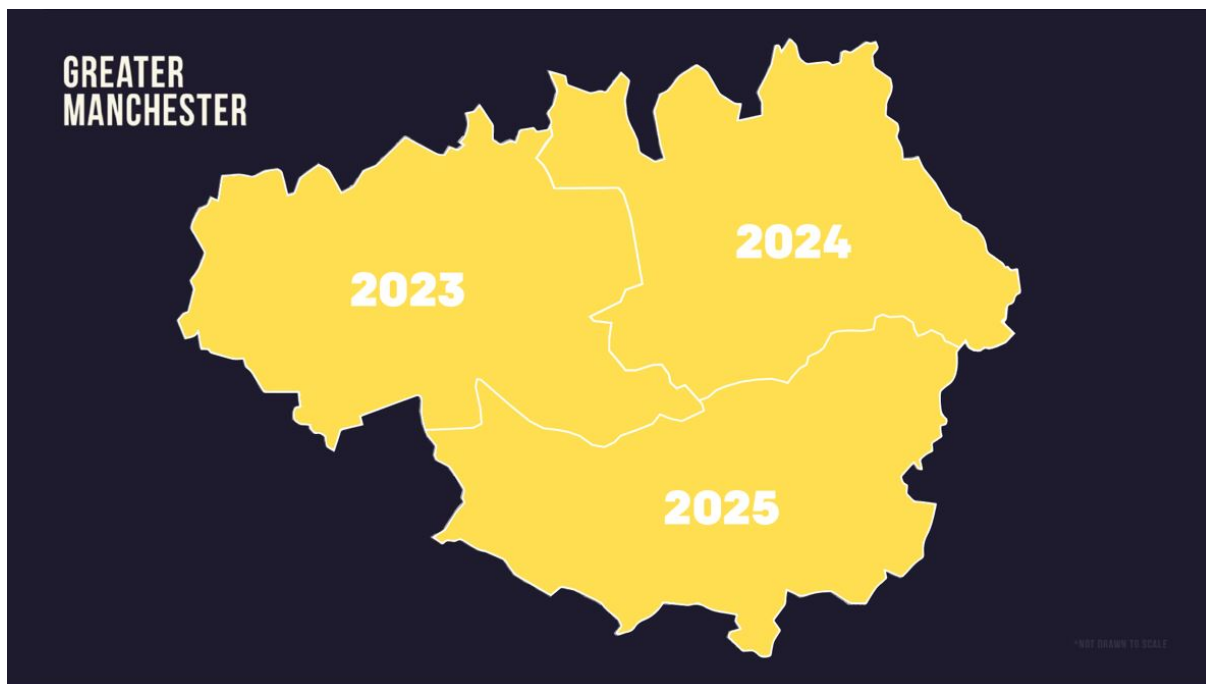 GREATER
MANCHESTER
2024
2023
2025
*NOT DRAWN TO SCALE